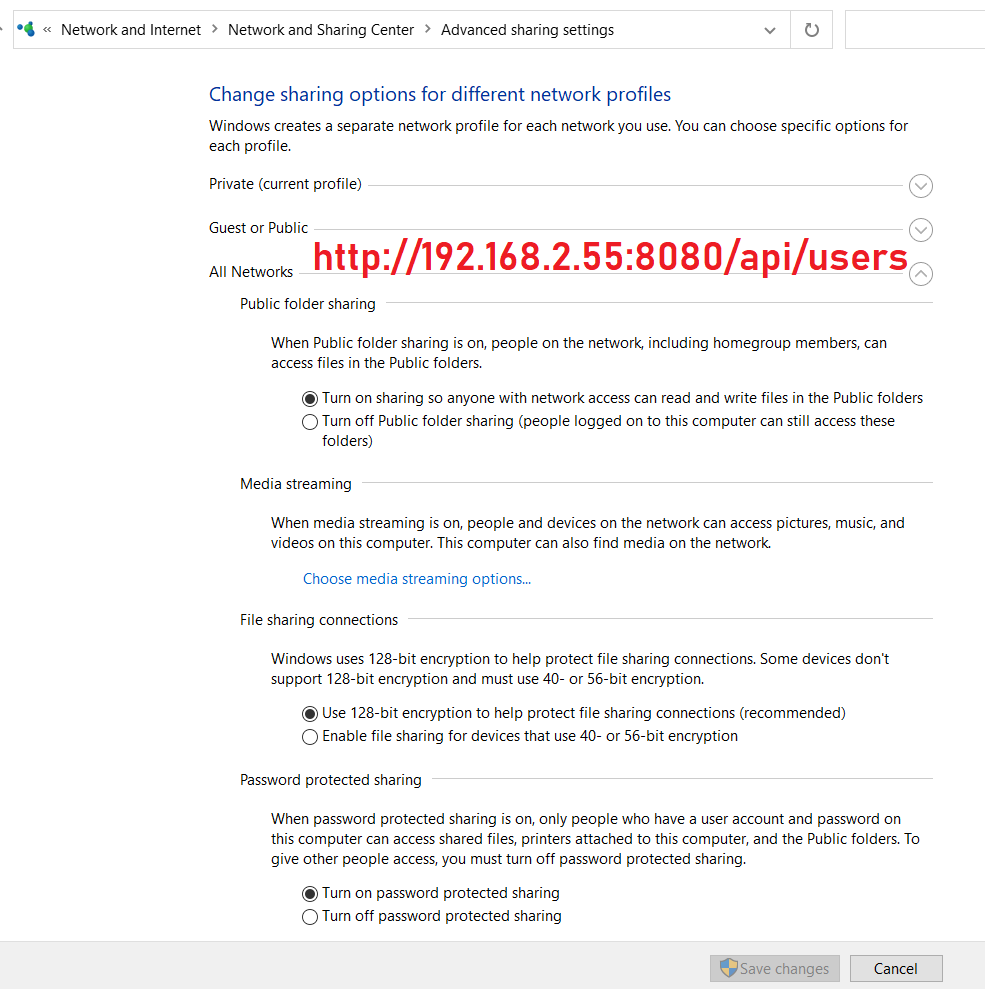 « Network and Internet > Network and Sharing Center > Advanced sharing settings
Change sharing options for different network profiles
Windows creates a separate network profile for each network you use. You can choose specific options for
each profile.
Private (current profile)
Guest or Public
http://192.168.2.55:8080/api/users
All Networks
Public folder sharing
When Public folder sharing is on, people on the network, including homegroup members, can
access files in the Public folders.
Turn on sharing so anyone with network access can read and write files in the Public folders
Turn off Public folder sharing (people logged on to this computer can still access these
folders)
Media streaming
When media streaming is on, people and devices on the network can access pictures, music, and
videos on this computer. This computer can also find media on the network.
Choose media streaming options...
File sharing connections
Windows uses 128-bit encryption to help protect file sharing connections. Some devices don't
support 128-bit encryption and must use 40- or 56-bit encryption.
Use 128-bit encryption to help protect file sharing connections (recommended)
Enable file sharing for devices that use 40- or 56-bit encryption
Password protected sharing
When password protected sharing is on, only people who have a user account and password on
this computer can access shared files, printers attached to this computer, and the Public folders. To
give other people access, you must turn off password protected sharing.
Turn on password protected sharing
Turn off password protected sharing
Save changes Cancel